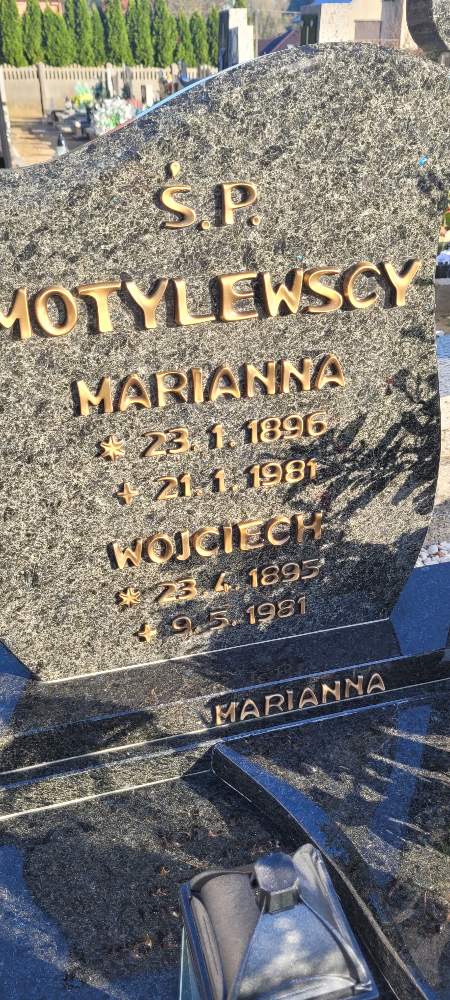 Ś.P.
MOTYLEWSCY
MARIANNA
* 23.1.1896
+ 21.1.1981
WOJCIECH
* 23.4.1895
+ 9.5.1981
MARIANNA